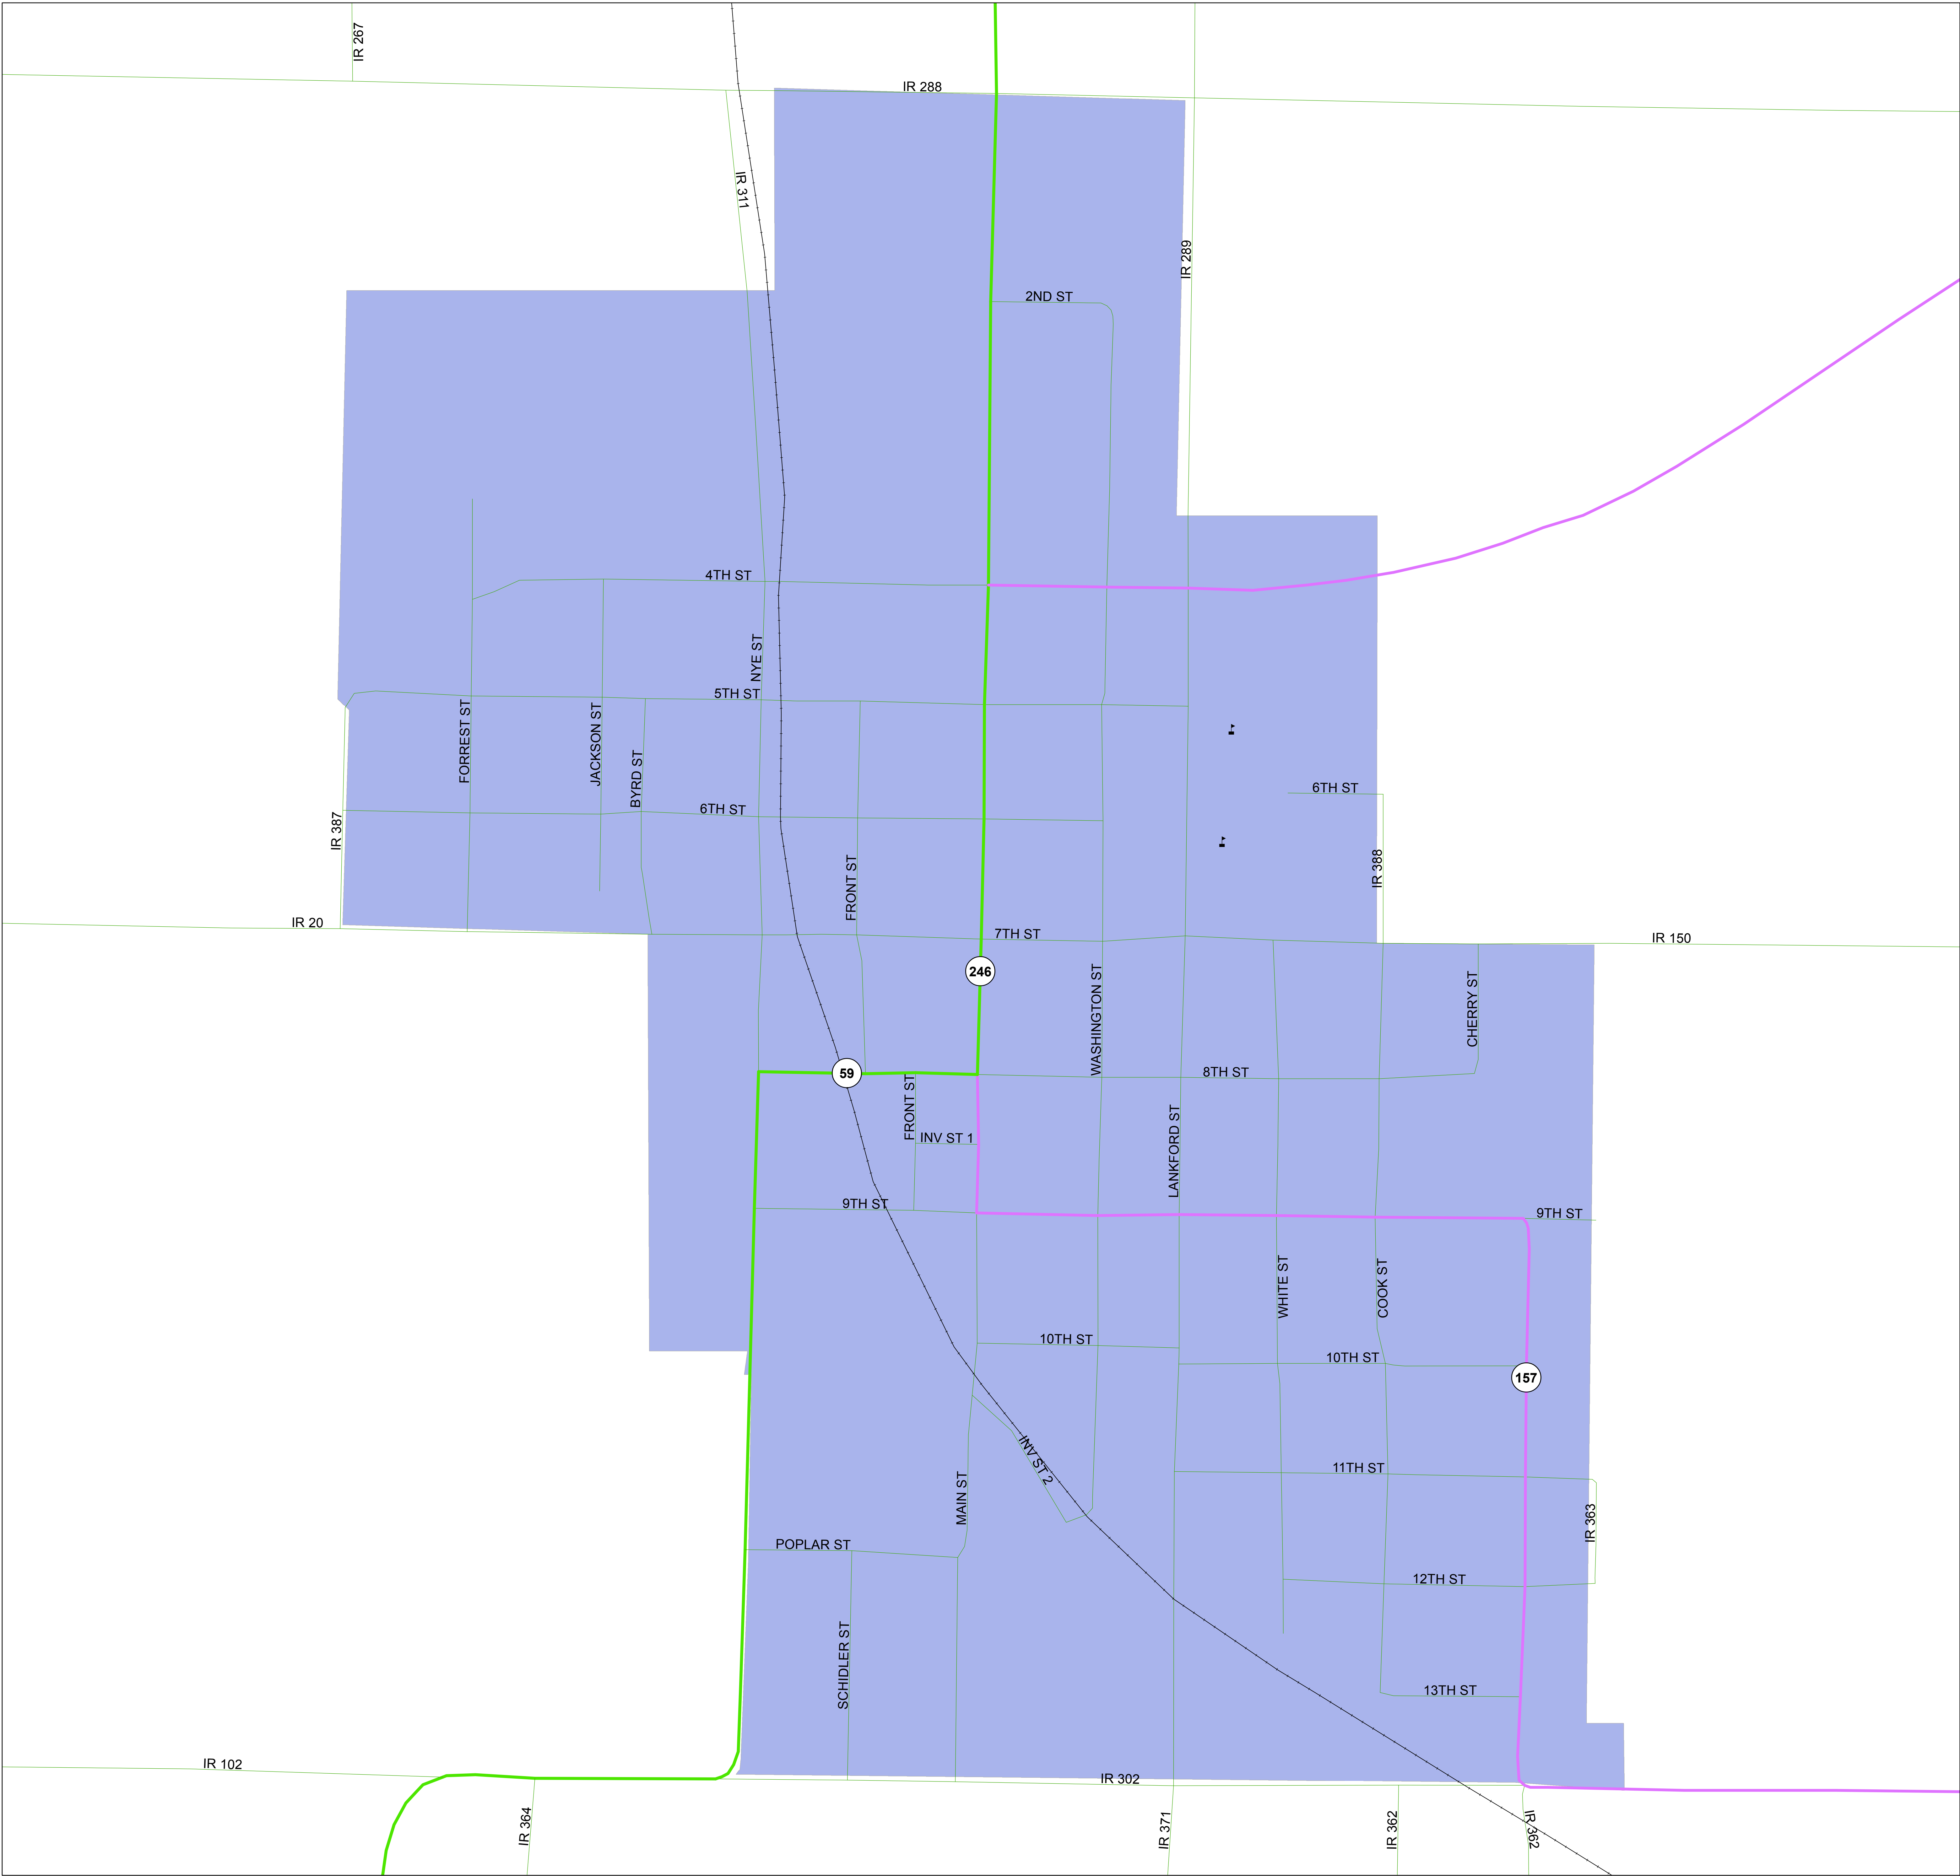 IR 267
IR 288
IR 311
IR 289
2ND ST
4TH ST
NYE ST
5TH ST
FORREST ST
JACKSON ST
BYRD ST
6TH ST
6TH ST
IR 387
FRONT ST
IR 388
IR 20
7TH ST
IR 150
246
WASHINGTON ST
CHERRY ST
59
8TH ST
FRONT ST
INV ST 1
LANKFORD ST
9TH ST
9TH ST
WHITE ST
COOK ST
10TH ST
10TH ST
157
INV ST 2
11TH ST
MAIN ST
IR 363
POPLAR ST
12TH ST
SCHIDLER ST
13TH ST
IR 102
IR 302
IR 364
IR 371
IR 362
IR 362